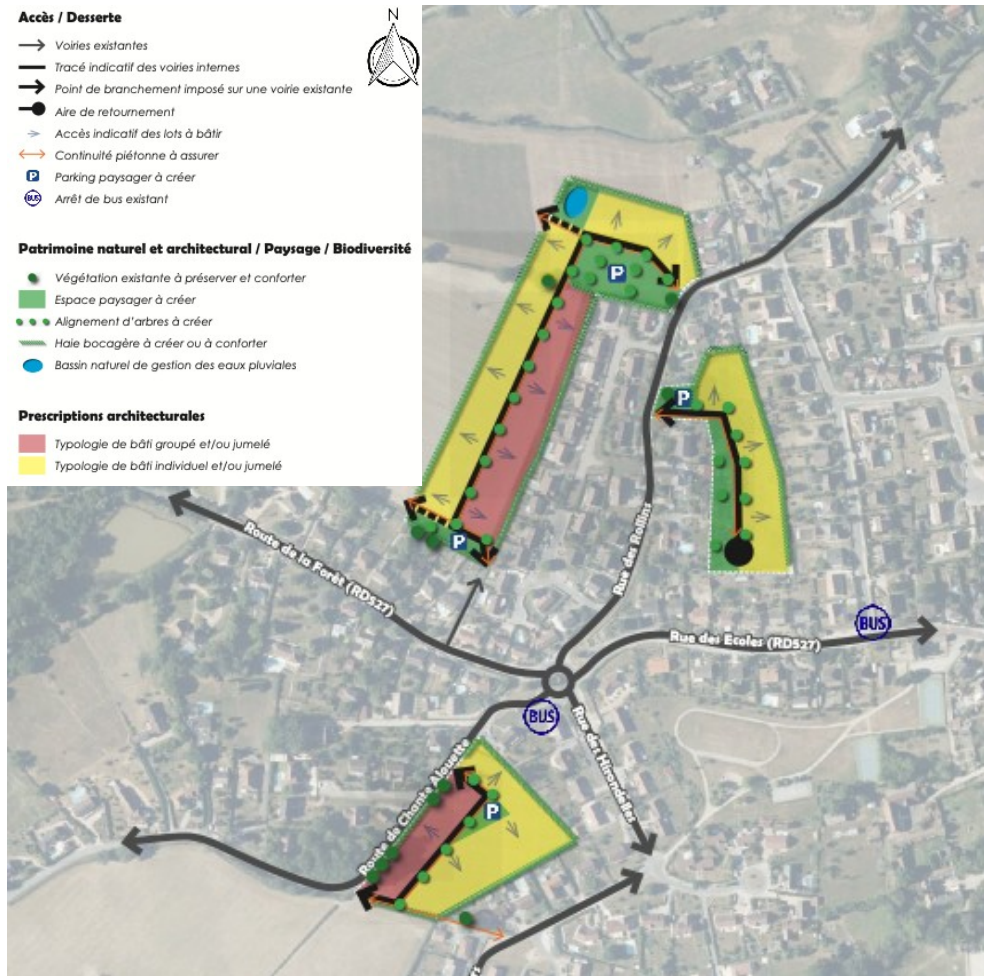 Accès / Desserte
N
Voiries existantes
Tracé indicatif des voiries internes
Point de branchement imposé sur une voirie existante
Aire de retournement
Accès indicatif des lots à bâtir
Continuité piétonne à assurer
P Parking paysager à créer
BUS Arrêt de bus existant
Patrimoine naturel et architectural / Paysage / Biodiversité
Végétation existante à préserver et conforter
Espace paysager à créer
Alignement d'arbres à créer
Haie bocagère à créer ou à conforter
Bassin naturel de gestion des eaux pluviales
Prescriptions architecturales
Typologie de bâti groupé et/ou jumelé
Typologie de bâti individuel et/ou jumelé
P
P
P
Route de la Forêt (RD527)
Rue des Rollins
BUS
Rue des Ecoles (RD527)
BUS
Rue des Hirondelles
Route de Chante Alouette
P